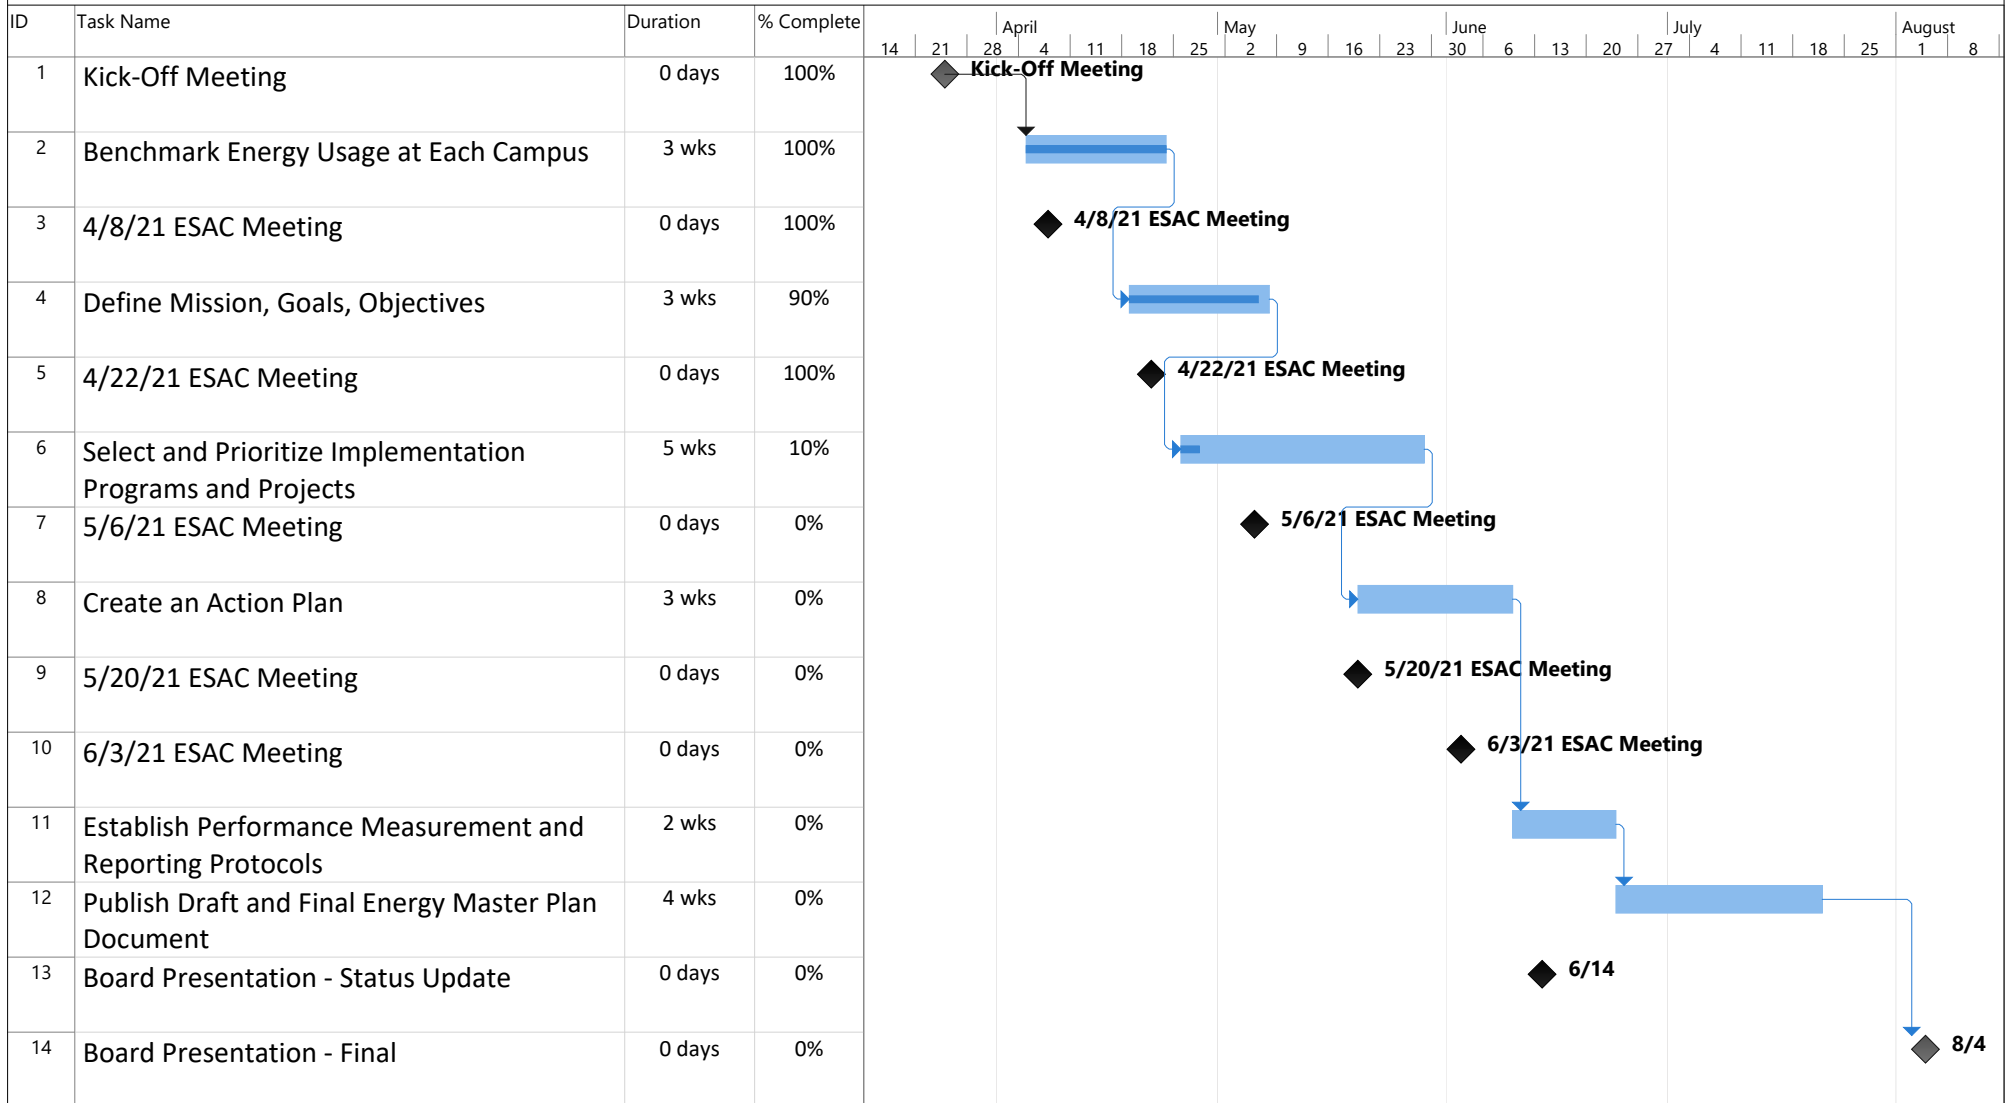 ID Task Name Duration % Complete April May June July August
14 21 28 4 11 18 25 2 9 16 23 30 6 13 20 27 4 11 18 25 1 8
1 Kick-Off Meeting 0 days 100% Kick-Off Meeting
2 Benchmark Energy Usage at Each Campus 3 wks 100%
3 4/8/21 ESAC Meeting 0 days 100% 4/8/21 ESAC Meeting
4 Define Mission, Goals, Objectives 3 wks 90%
5 4/22/21 ESAC Meeting 0 days 100% 4/22/21 ESAC Meeting
6 Select and Prioritize Implementation 5 wks 10%
Programs and Projects
7 5/6/21 ESAC Meeting 0 days 0% 5/6/21 ESAC Meeting
8 Create an Action Plan 3 wks 0%
9 5/20/21 ESAC Meeting 0 days 0% 5/20/21 ESAC Meeting
10 6/3/21 ESAC Meeting 0 days 0% 6/3/21 ESAC Meeting
11 Establish Performance Measurement and 2 wks 0%
Reporting Protocols
12 Publish Draft and Final Energy Master Plan 4 wks 0%
Document
13 Board Presentation - Status Update 0 days 0% 6/14
14 Board Presentation - Final 0 days 0% 8/4